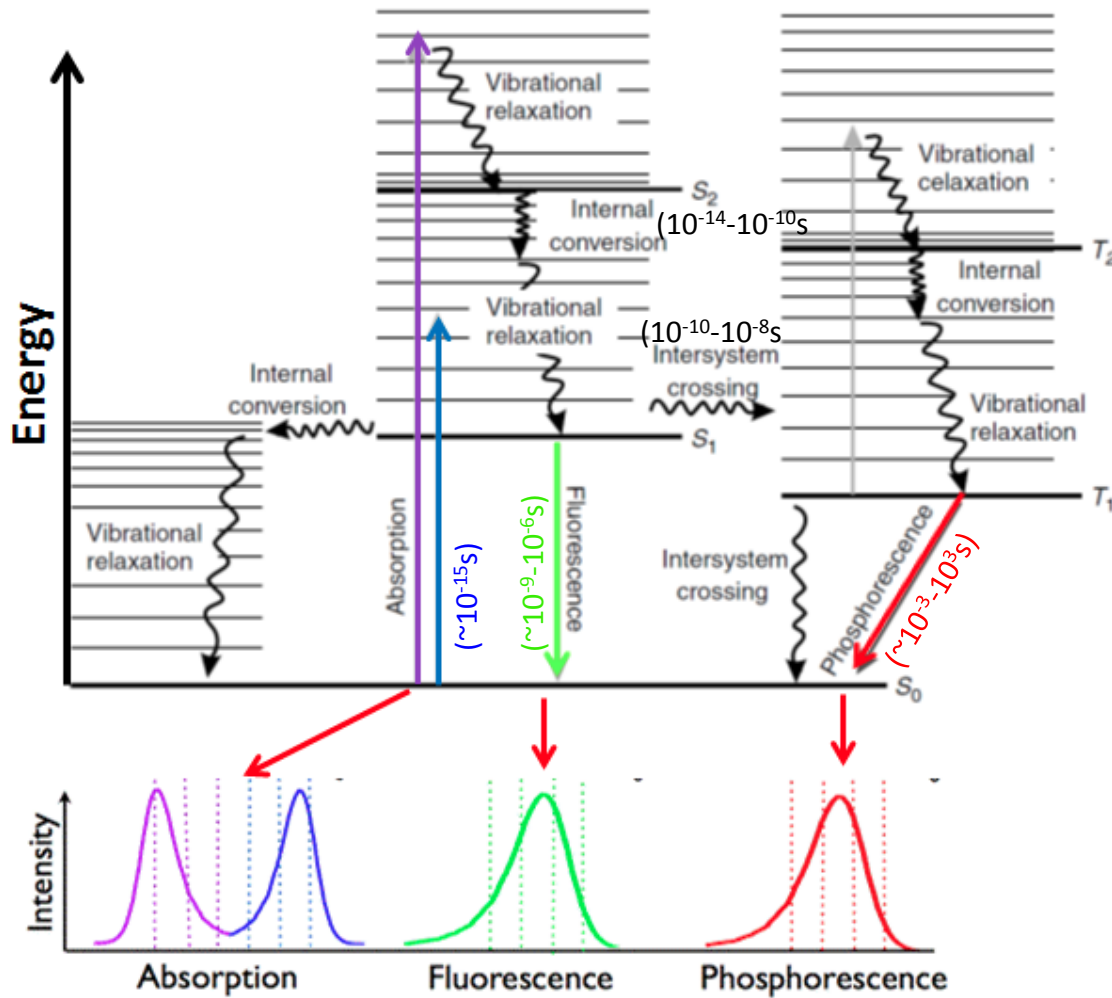 Energy
Vibrational
relaxation
S₂
Internal
conversion
(10⁻¹⁴-10⁻¹⁰s
Vibrational
relaxation
(10⁻¹⁰-10⁻⁸s
Intersystem
crossing
Internal
conversion
S₁
Vibrational
relaxation
Absorption
(~10⁻¹⁵s)
(~10⁻⁹-10⁻⁶s)
Fluorescence
Vibrational
celaxation
T₂
Internal
conversion
Vibrational
relaxation
T₁
Intersystem
crossing
Phosphorescence
(~10⁻³-10³s)
S₀
Intensity
Absorption
Fluorescence
Phosphorescence